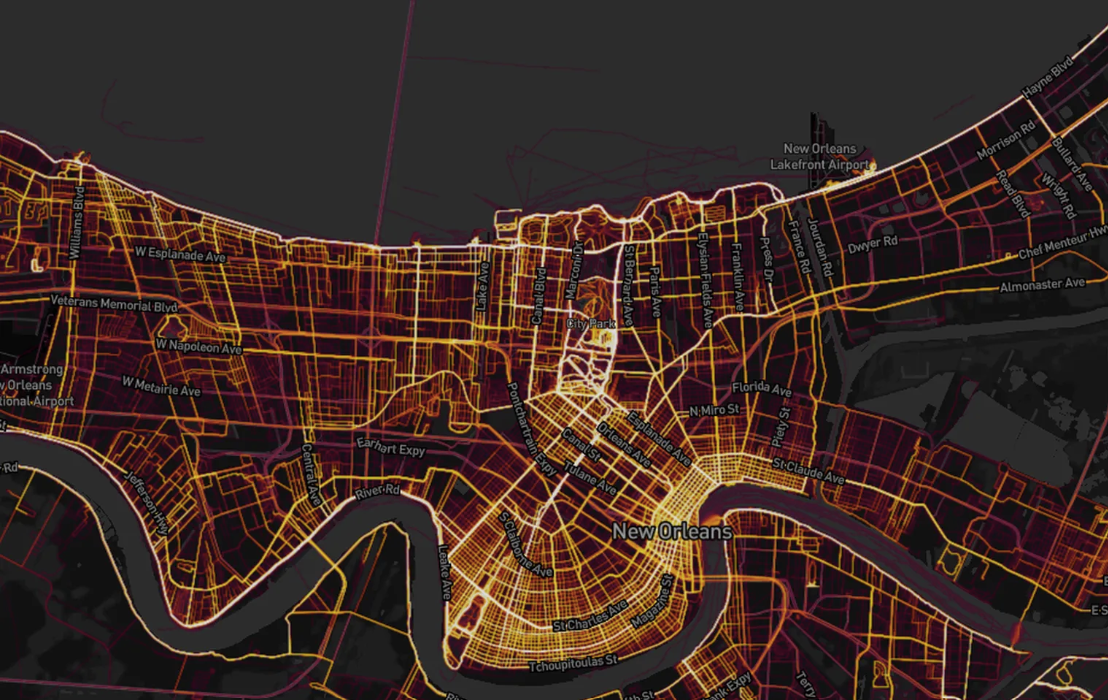 Hayne Blvd
New Orleans
Lakefront Airport
Morrison Rd
Bullard Ave
Read Blvd
Wright Rd
Williams Blvd
W Esplanade Ave
Lake Ave
Canal Blvd
Marconi Dr
St Bernard Ave
Paris Ave
Elysian Fields Ave
Franklin Ave
Press Dr
France Rd
Jourdan Rd
Dwyer Rd
Chef Menteur Hwy
Almonaster Ave
Veterans Memorial Blvd
City Park
W Napoleon Ave
Armstrong
w Orleans
tional Airport
W Metairie Ave
Florida Ave
N Miro St
Plety St
Pontchartrain Expy
Canal St
Orleans Ave
Esplanade Ave
Tulane Ave
Earhart Expy
Central Ave
St Claude Ave
Rd
Jefferson Hwy
River Rd
S Claiborne Ave
New Orleans
Leake Ave
St Charles Ave
Magazine St
Tchoupitoulas St
Terry
4th St